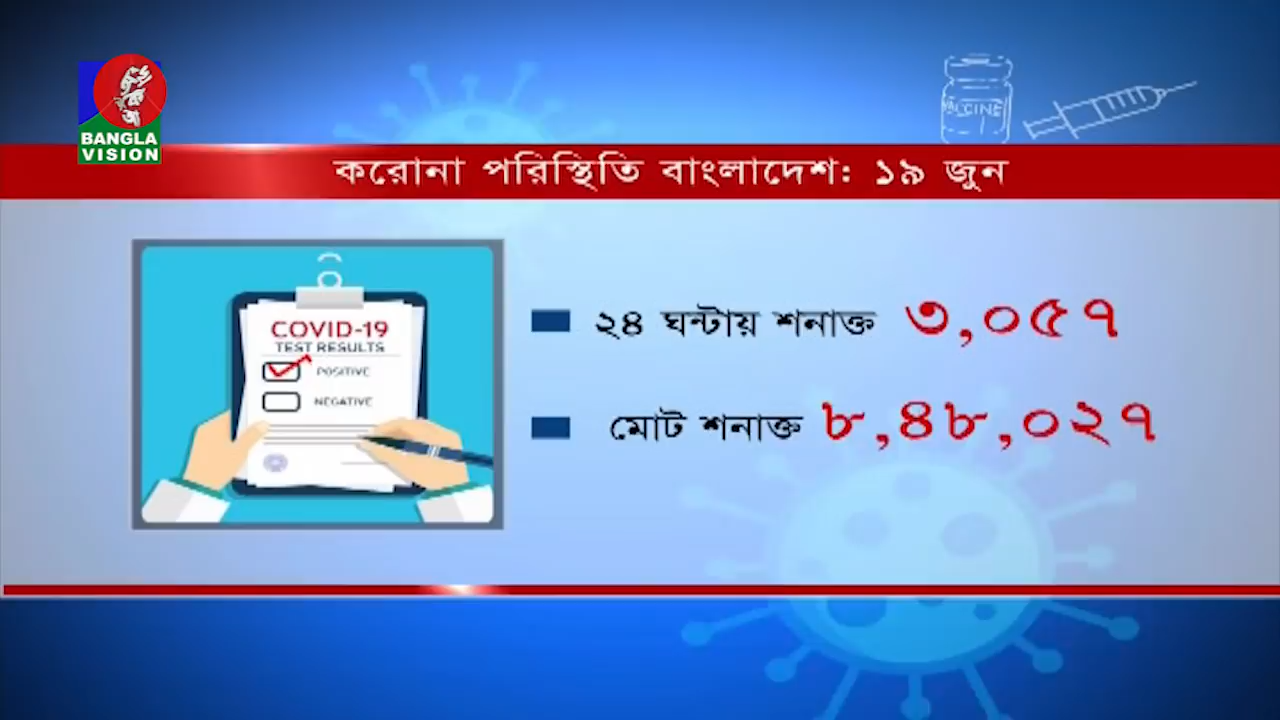 BANGLA
VISION
VACCINE
করোনা পরিস্থিতি বাংলাদেশ: ১৯ জুন
COVID-19
TEST RESULTS
POSITIVE
NEGATIVE
২৪ ঘন্টায় শনাক্ত ৩,০৫৭
মোট শনাক্ত ৮,৪৮,০২৭